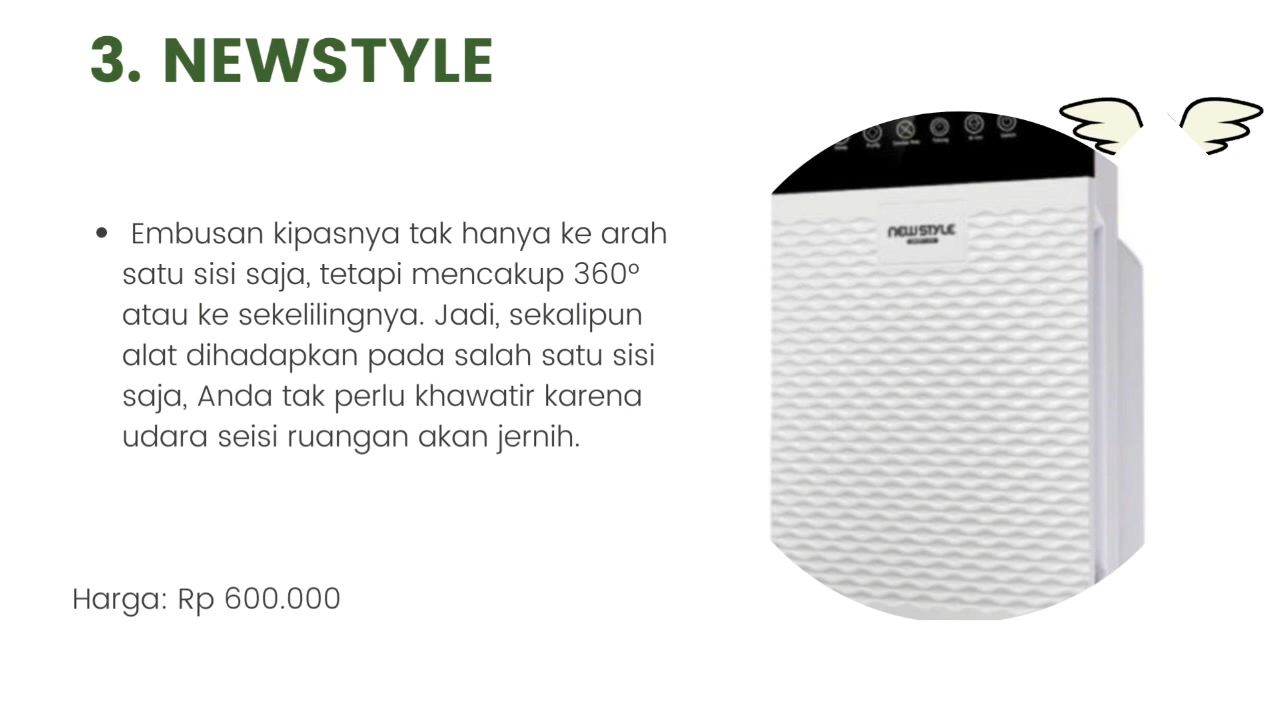 3. NEWSTYLE
• Embusan kipasnya tak hanya ke arah
satu sisi saja, tetapi mencakup 360°
atau ke sekelilingnya. Jadi, sekalipun
alat dihadapkan pada salah satu sisi
saja, Anda tak perlu khawatir karena
udara seisi ruangan akan jernih.
Harga: Rp 600.000
NEW STYLE